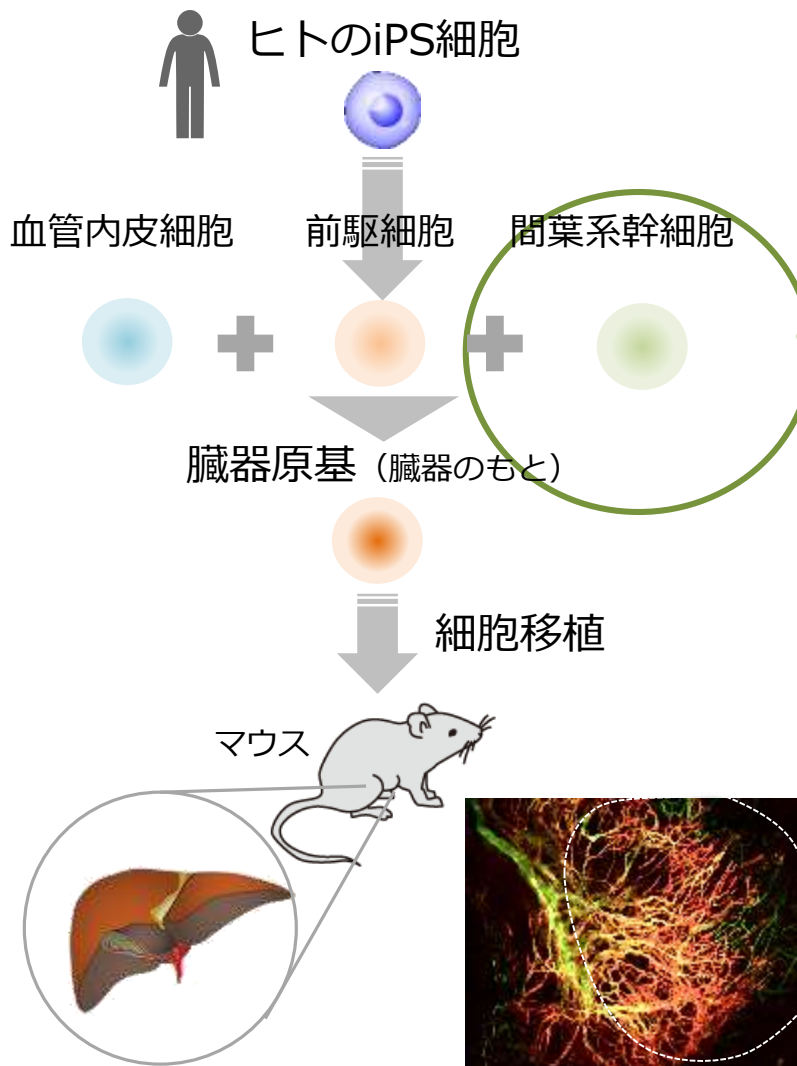 ヒトのiPS細胞
血管内皮細胞
前駆細胞
間葉系幹細胞
臓器原基（臓器のもと）
細胞移植
マウス